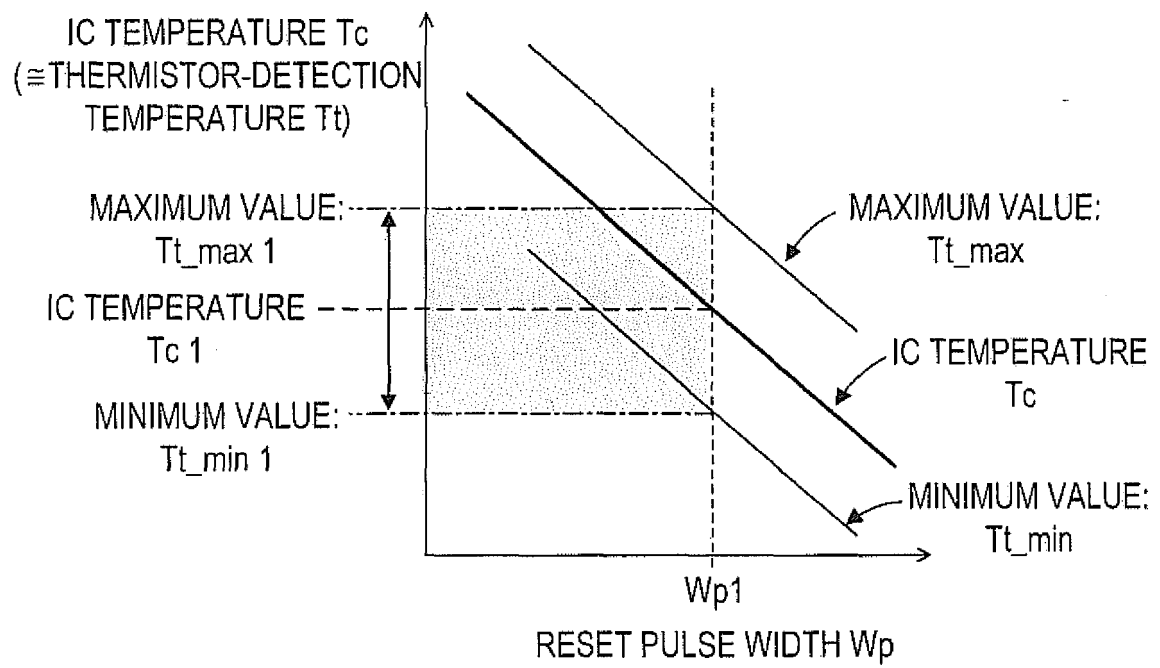 IC TEMPERATURE Tc
(≅THERMISTOR-DETECTION
TEMPERATURE Tt)
MAXIMUM VALUE:
Tt_max 1
IC TEMPERATURE
Tc 1
MINIMUM VALUE:
Tt_min 1
MAXIMUM VALUE:
Tt_max
IC TEMPERATURE
Tc
MINIMUM VALUE:
Tt_min
Wp1
RESET PULSE WIDTH Wp